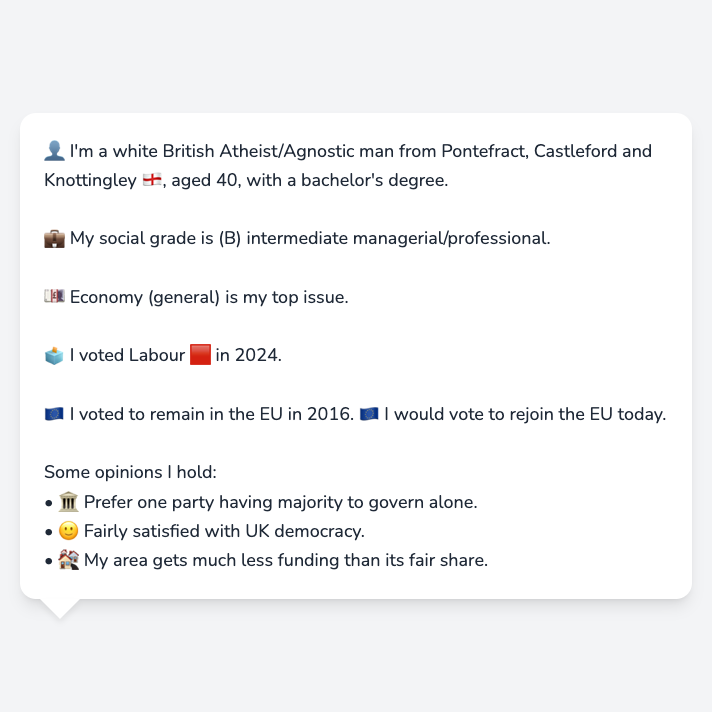 👤 I'm a white British Atheist/Agnostic man from Pontefract, Castleford and
Knottingley 🏴󠁧󠁢󠁥󠁮󠁧󠁿, aged 40, with a bachelor's degree.
💼 My social grade is (B) intermediate managerial/professional.
💷 Economy (general) is my top issue.
🗳️ I voted Labour 🟥 in 2024.
🇪🇺 I voted to remain in the EU in 2016. 🇪🇺 I would vote to rejoin the EU today.
Some opinions I hold:
• 🏛️ Prefer one party having majority to govern alone.
• 🙂 Fairly satisfied with UK democracy.
• 🏘️ My area gets much less funding than its fair share.